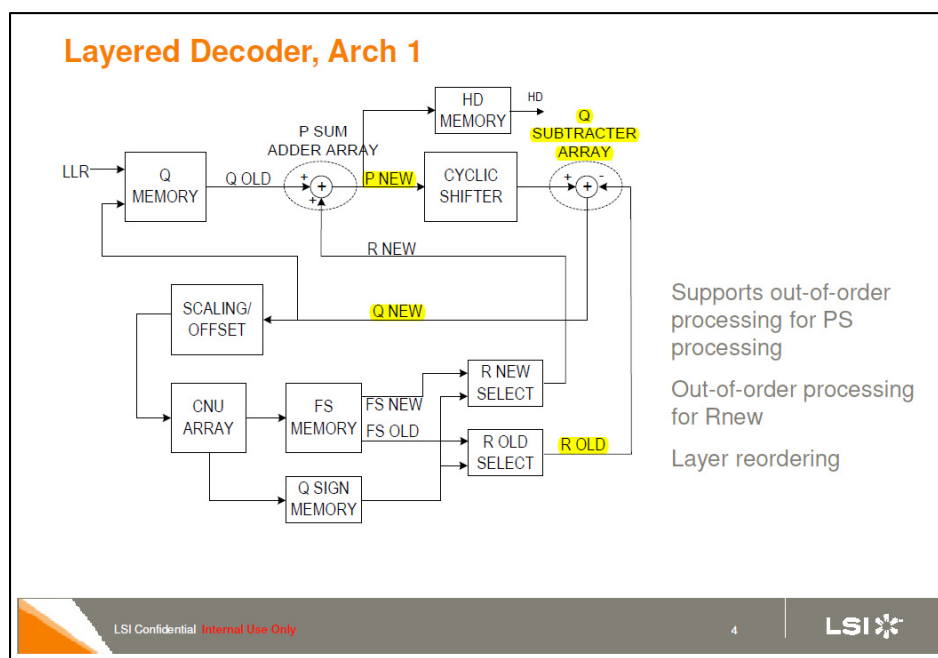 Layered Decoder, Arch 1
HD
MEMORY
HD
Q
SUBTRACTER
ARRAY
P SUM
ADDER ARRAY
LLR
Q
MEMORY
Q OLD
+
+
+
P NEW
CYCLIC
SHIFTER
+
-
+
R NEW
SCALING/
OFFSET
Q NEW
CNU
ARRAY
FS
MEMORY
FS NEW
FS OLD
R NEW
SELECT
R OLD
SELECT
R OLD
Q SIGN
MEMORY
Supports out-of-order
processing for PS
processing
Out-of-order processing
for Rnew
Layer reordering
LSI Confidential Internal Use Only
4
LSI